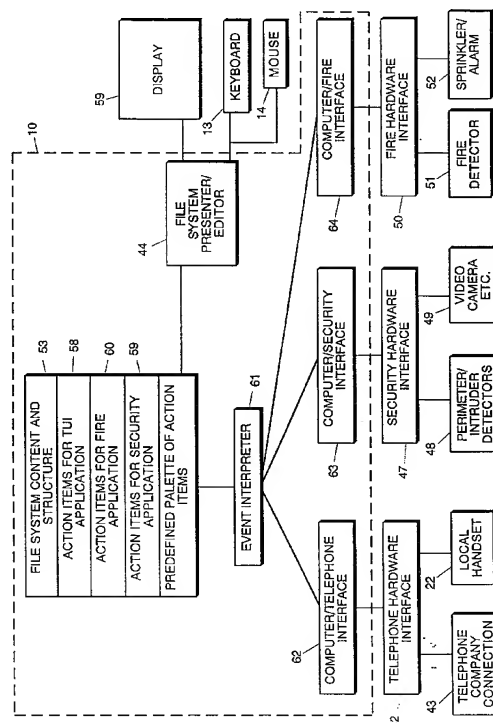 10
FILE SYSTEM CONTENT AND
STRUCTURE
53
ACTION ITEMS FOR TUI
APPLICATION
58
ACTION ITEMS FOR FIRE
APPLICATION
60
ACTION ITEMS FOR SECURITY
APPLICATION
59
PREDEFINED PALETTE OF ACTION
ITEMS
44
FILE
SYSTEM
PRESENTER/
EDITOR
59
DISPLAY
KEYBOARD
13
MOUSE
14
EVENT INTERPRETER
61
COMPUTER/TELEPHONE
INTERFACE
62
COMPUTER/SECURITY
INTERFACE
63
COMPUTER/FIRE
INTERFACE
64
TELEPHONE HARDWARE
INTERFACE
2
SECURITY HARDWARE
INTERFACE
47
FIRE HARDWARE
INTERFACE
50
TELEPHONE
COMPANY
CONNECTION
43
LOCAL
HANDSET
22
PERIMETER/
INTRUDER
DETECTORS
48
VIDEO
CAMERA
ETC.
49
FIRE
DETECTOR
51
SPRINKLER/
ALARM
52